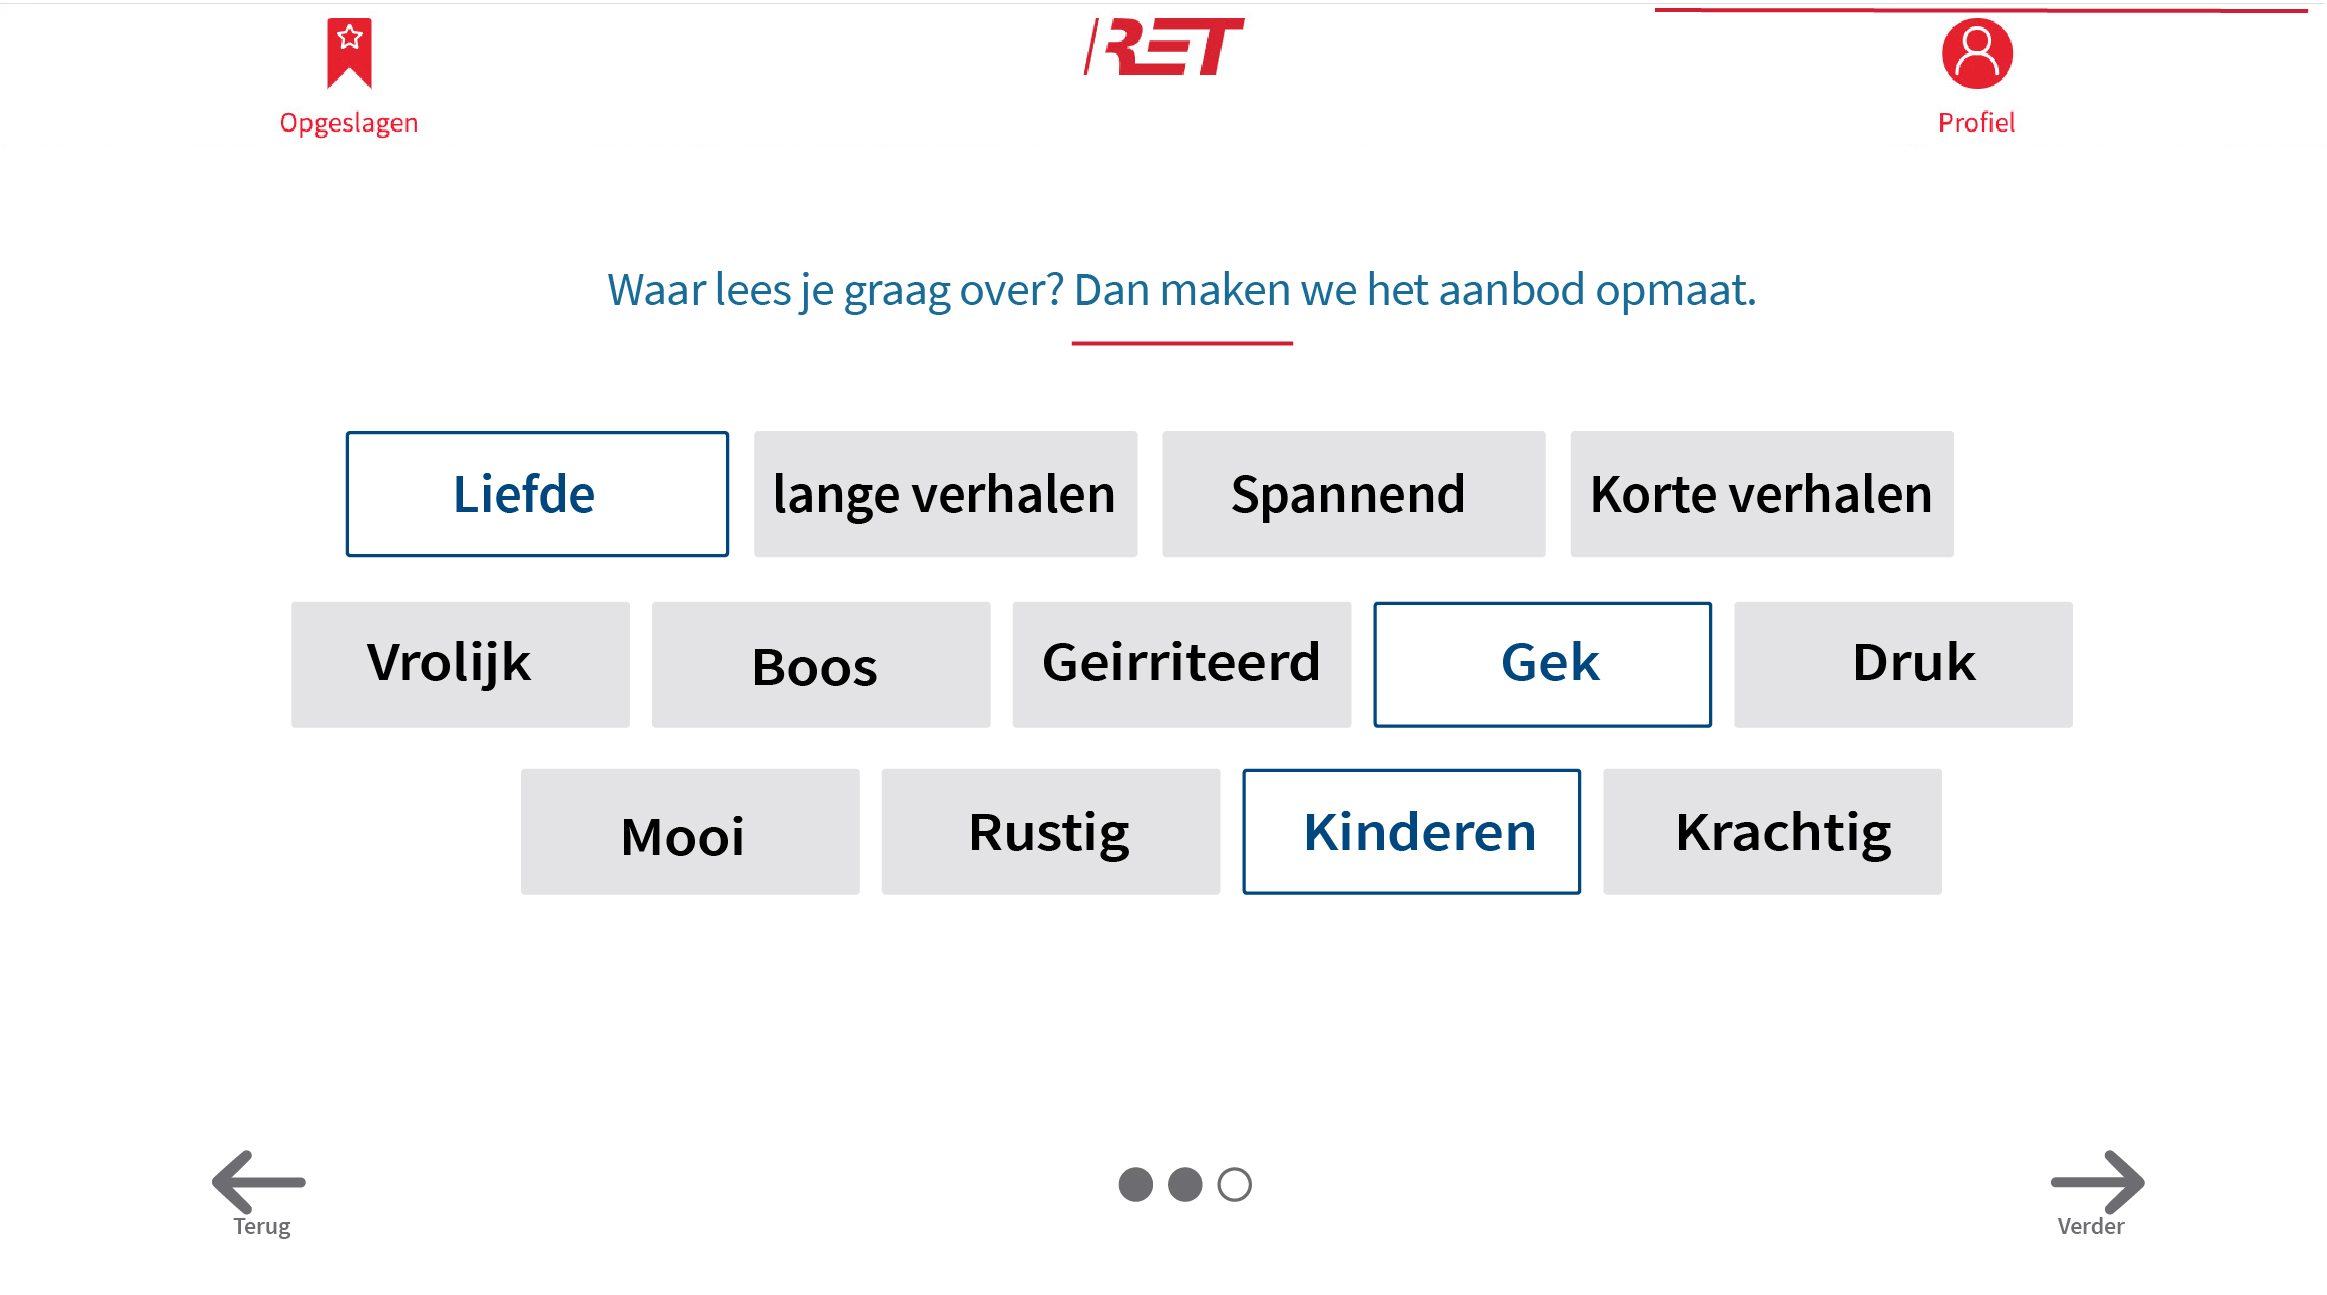 RET
Opgeslagen
Profiel
Waar lees je graag over? Dan maken we het aanbod opmaat.
Liefde
lange verhalen
Spannend
Korte verhalen
Vrolijk
Boos
Geirriteerd
Gek
Druk
Mooi
Rustig
Kinderen
Krachtig
Terug
Verder